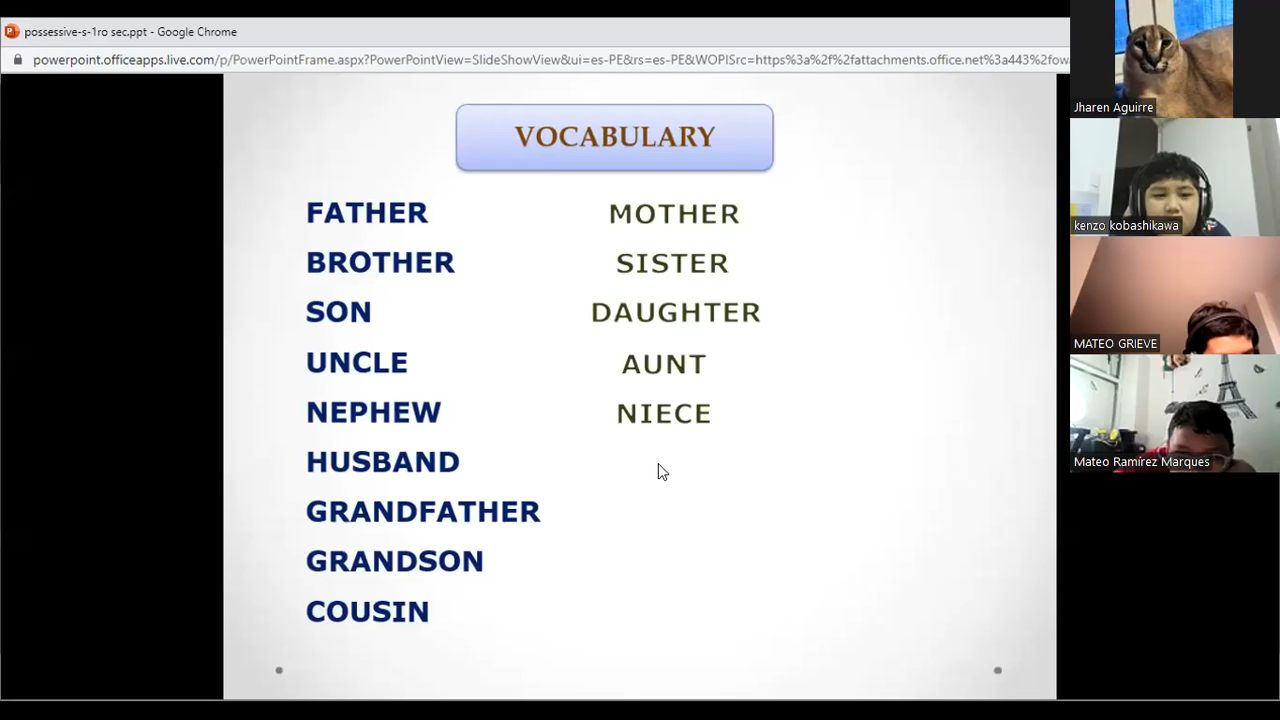 possessive-s-1ro sec.ppt - Google Chrome
powerpoint.officeapps.live.com/p/PowerPointFrame.aspx?PowerPointView=SlideShowView&ui=es-PE&rs=es-PE&WOPISrc=https%3a%2f%2fattachments.office.net%3a443%2fow
VOCABULARY
FATHER MOTHER
BROTHER SISTER
SON DAUGHTER
UNCLE AUNT
NEPHEW NIECE
HUSBAND
GRANDFATHER
GRANDSON
COUSIN
Jharen Aguirre
kenzo kobashikawa
MATEO GRIEVE
Mateo Ramírez Marques